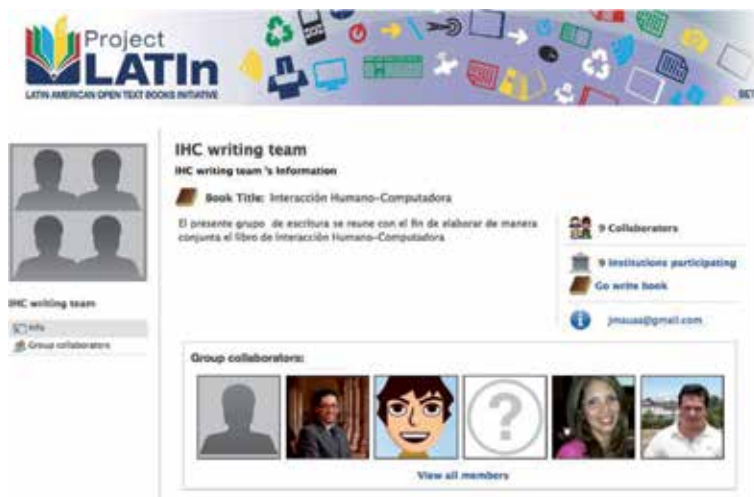 Project
LATIn
LATIN AMERICAN OPEN TEXT BOOKS INITIATIVE
BET
IHC writing team
IHC writing team 's Information
Book Title: Interacción Humano-Computadora
El presente grupo de escritura se reune con el fin de elaborar de manera
conjunta el libro de Interacción Humano-Computadora
9 Collaborators
9 Institutions participating
Go write book
jmauaa@gmail.com
IHC writing team
Info
Group collaborators
Group collaborators:
?
View all members